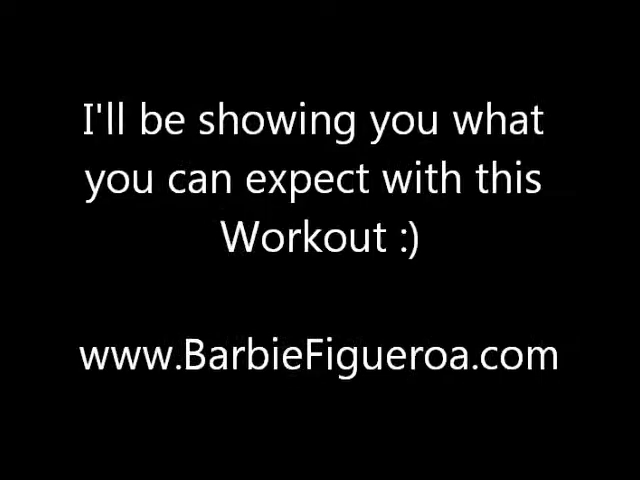 I'll be showing you what
you can expect with this
Workout :)
www.BarbieFigueroa.com